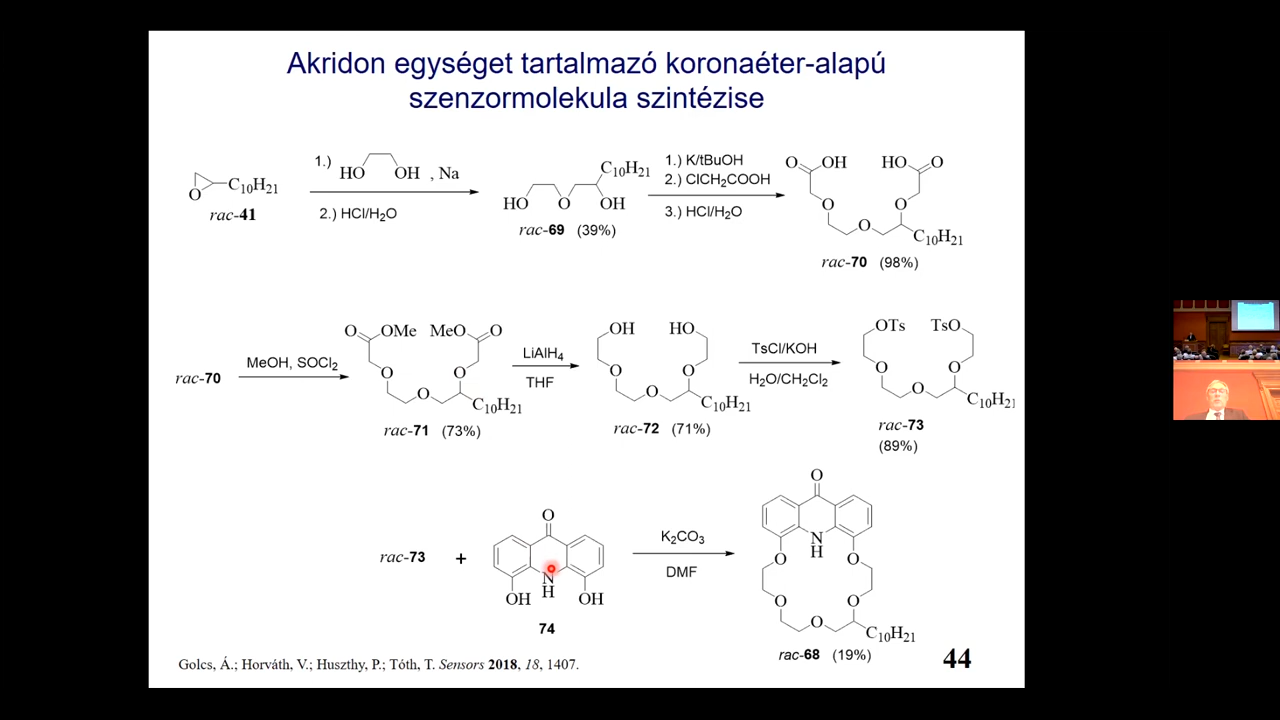 Akridon egységet tartalmazó koronaéter-alapú
szenzormolekula szintézise
O
C10H21
rac-41
1.)
HO OH , Na
2.) HCl/H2O
C10H21
HO O OH
rac-69 (39%)
1.) K/tBuOH
2.) ClCH2COOH
3.) HCl/H2O
O OH HO O
O O
O
C10H21
rac-70 (98%)
rac-70
MeOH, SOCl2
O OMe MeO O
O O
O
C10H21
rac-71 (73%)
LiAlH4
THF
OH HO
O O
O
C10H21
rac-72 (71%)
TsCl/KOH
H2O/CH2Cl2
OTs TsO
O O
O
C10H21
rac-73
(89%)
rac-73
+
O
N
H
OH OH
74
K2CO3
DMF
O
N
H
O O
O O
O
C10H21
rac-68 (19%)
Golcs, Á.; Horváth, V.; Huszthy, P.; Tóth, T. Sensors 2018, 18, 1407.
44